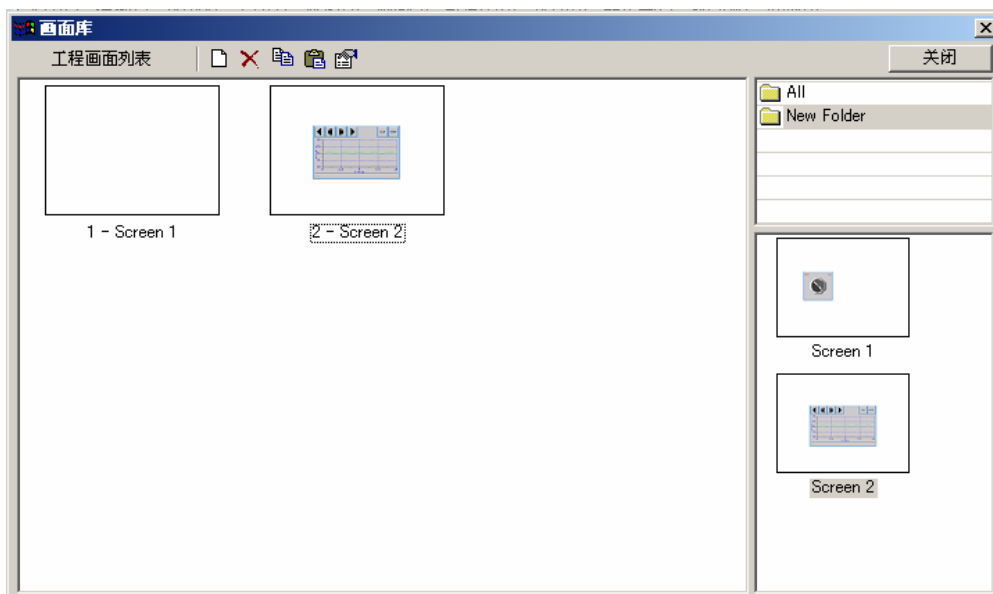 画面库
工程画面列表
关闭
All
New Folder
1 - Screen 1
2 - Screen 2
Screen 1
Screen 2